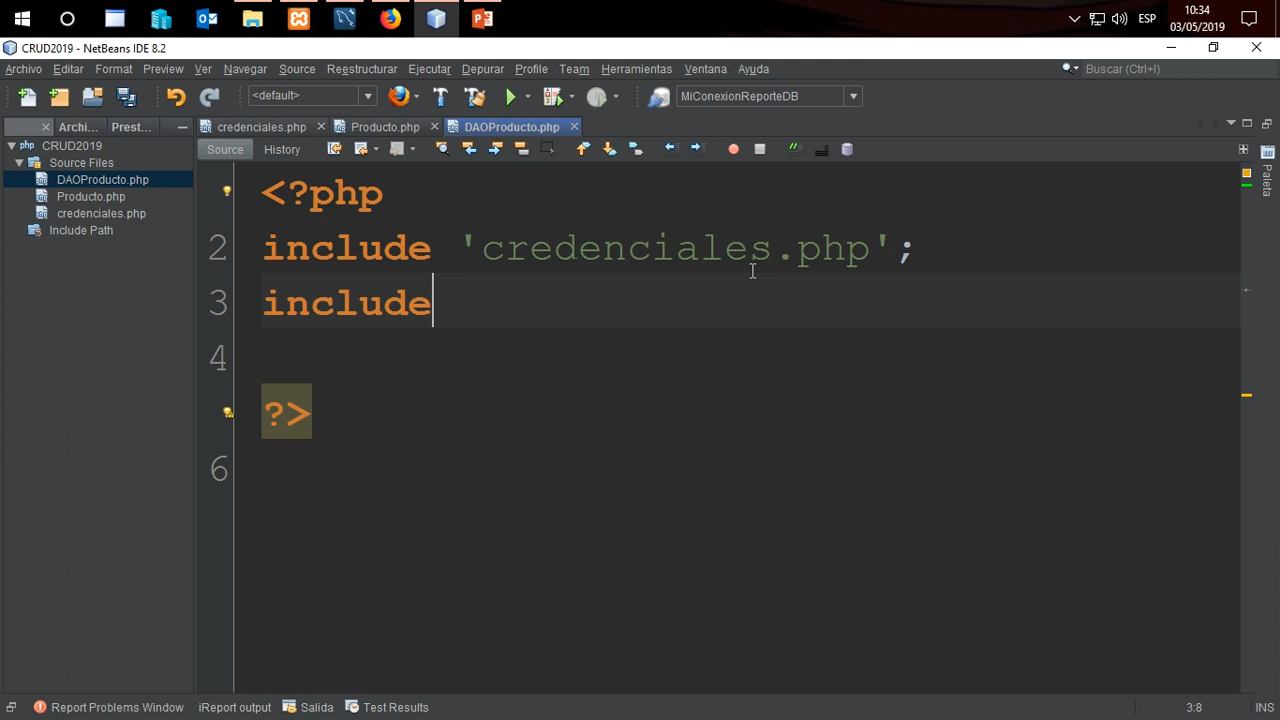 10:34
ESP
03/05/2019
CRUD2019 - NetBeans IDE 8.2
Archivo Editar Format Preview Ver Navegar Source Reestructurar Ejecutar Depurar Profile Team Herramientas Ventana Ayuda Buscar (Ctrl+I)
<default> MiConexionReporteDB
Archi... Prest... credenciales.php Producto.php DAOProducto.php
Source History
CRUD2019
Source Files
DAOProducto.php
Producto.php
credenciales.php
Include Path
Paleta
<?php
2 include 'credenciales.php';
3 include
4
?>
6
Report Problems Window iReport output Salida Test Results 3:8 INS